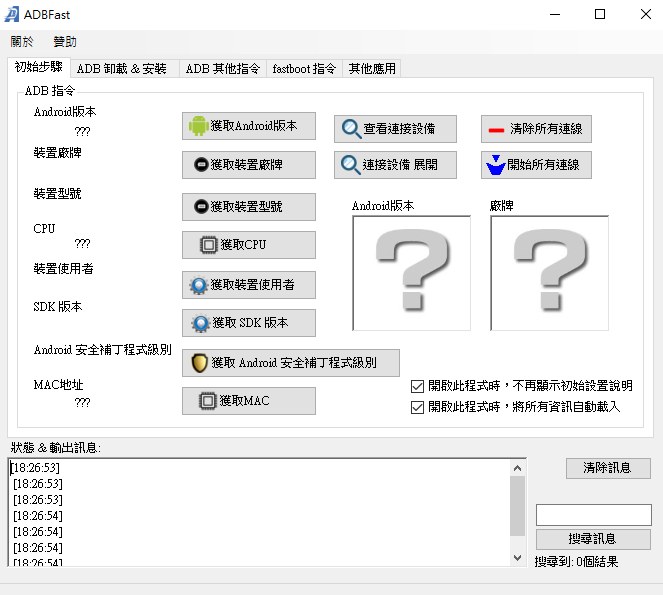 ADBFast
關於 贊助
初始步驟 ADB 卸載 & 安裝 ADB 其他指令 fastboot 指令 其他應用
ADB 指令
Android版本
???
獲取Android版本
查看連接設備
清除所有連線
裝置廠牌
獲取裝置廠牌
連接設備 展開
開始所有連線
裝置型號
獲取裝置型號
Android版本
廠牌
CPU
???
獲取CPU
裝置使用者
獲取裝置使用者
SDK 版本
獲取 SDK 版本
Android 安全補丁程式級別
獲取 Android 安全補丁程式級別
MAC地址
???
獲取MAC
開啟此程式時，不再顯示初始設置說明
開啟此程式時，將所有資訊自動載入
狀態 & 輸出訊息:
[18:26:53]
[18:26:53]
[18:26:53]
[18:26:54]
[18:26:54]
[18:26:54]
[18:26:54]
清除訊息
搜尋訊息
搜尋到: 0個結果